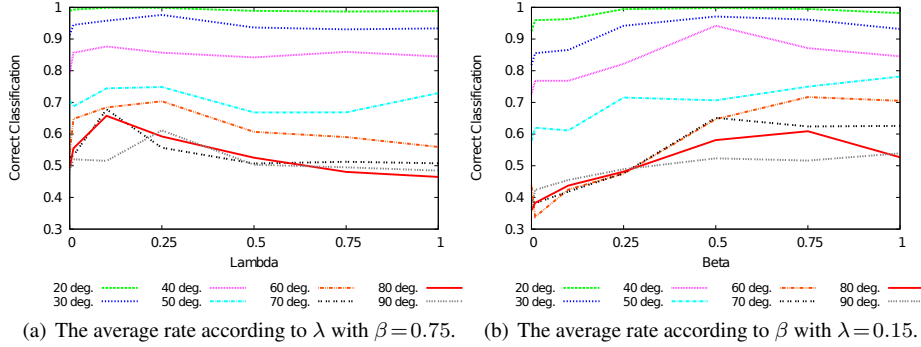 Correct Classification
1
0.9
0.8
0.7
0.6
0.5
0.4
0.3
0 0.25 0.5 0.75 1
Lambda
20 deg. 40 deg. 60 deg. 80 deg.
30 deg. 50 deg. 70 deg. 90 deg.
(a) The average rate according to λ with β=0.75.
Correct Classification
1
0.9
0.8
0.7
0.6
0.5
0.4
0.3
0 0.25 0.5 0.75 1
Beta
20 deg. 40 deg. 60 deg. 80 deg.
30 deg. 50 deg. 70 deg. 90 deg.
(b) The average rate according to β with λ=0.15.